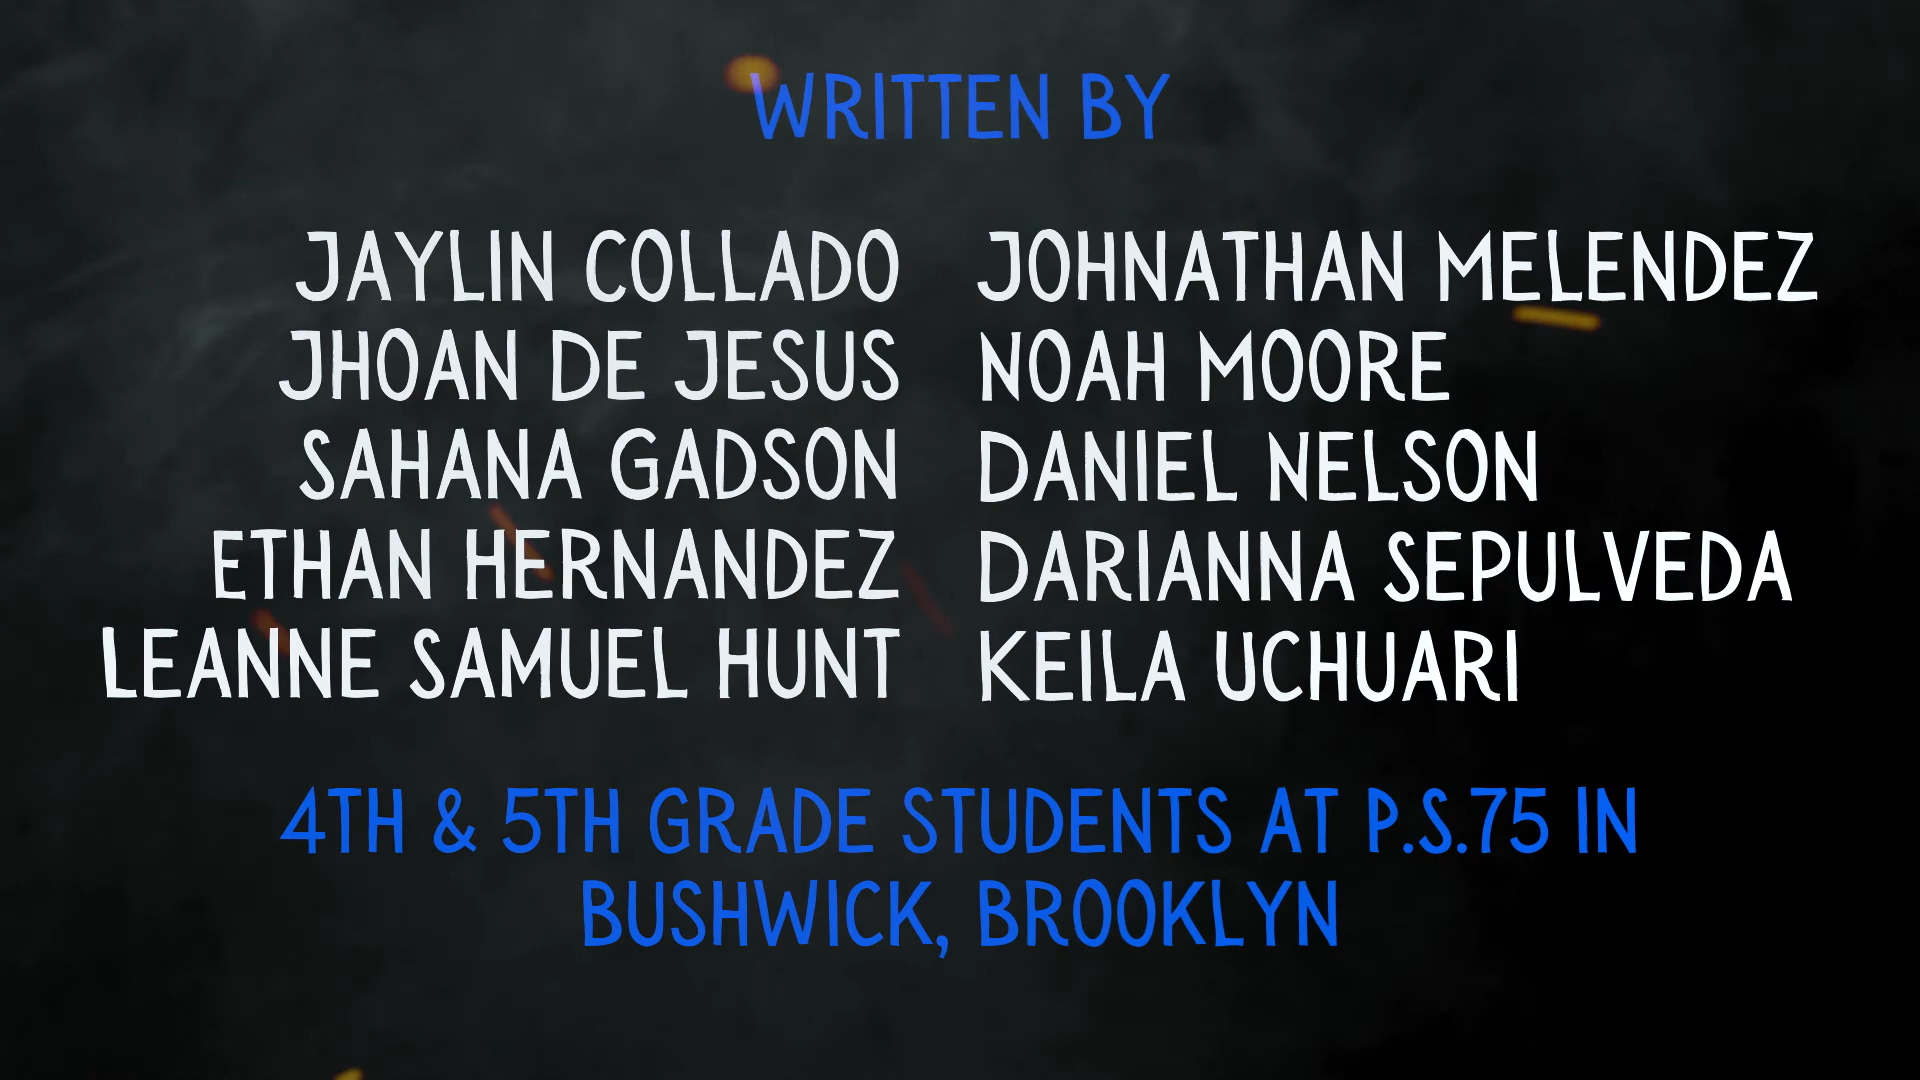 WRITTEN BY
JAYLIN COLLADO
JHOAN DE JESUS
SAHANA GADSON
ETHAN HERNANDEZ
LEANNE SAMUEL HUNT
JOHNATHAN MELENDEZ
NOAH MOORE
DANIEL NELSON
DARIANNA SEPULVEDA
KEILA UCHUARI
4TH & 5TH GRADE STUDENTS AT P.S.75 IN
BUSHWICK, BROOKLYN